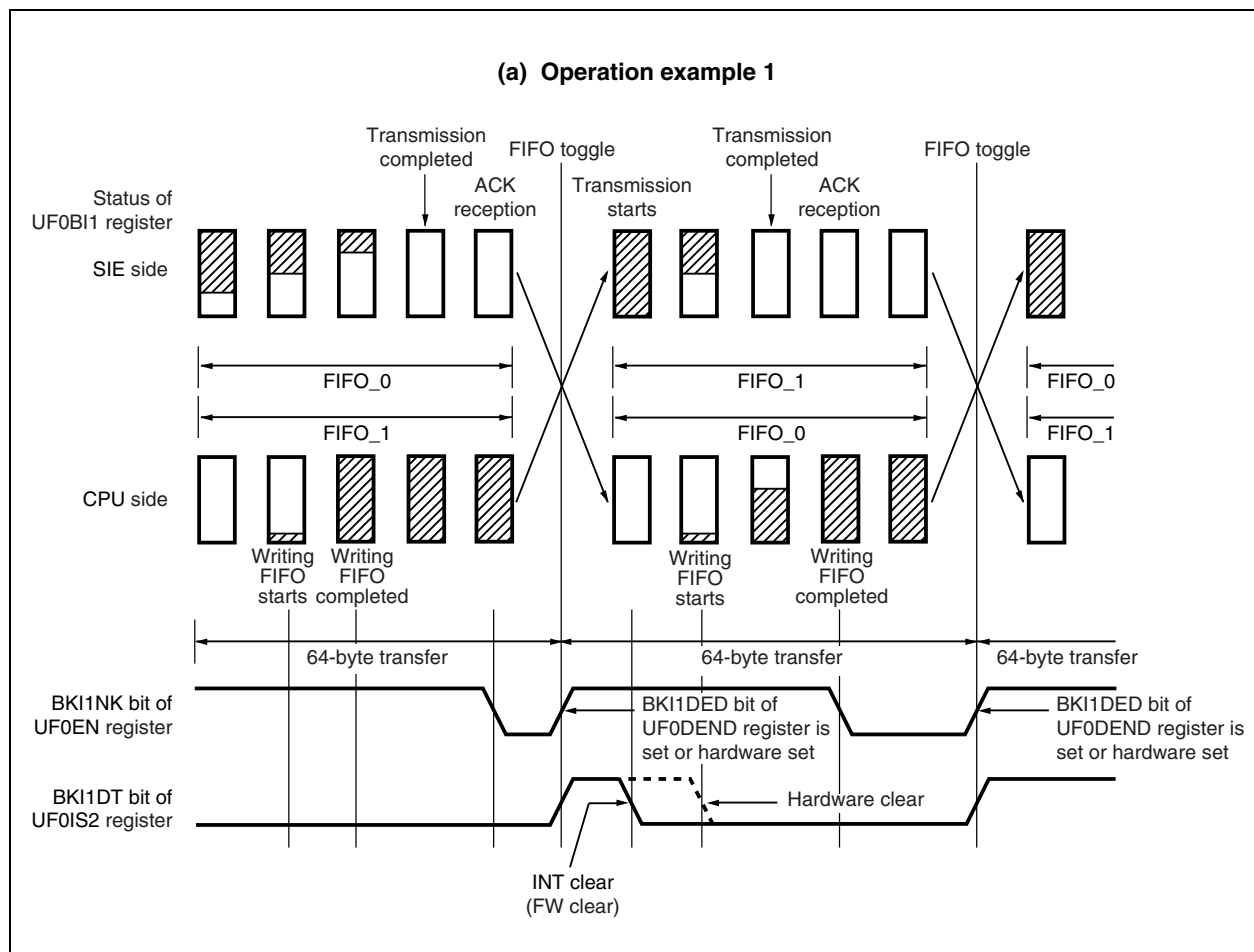 (a) Operation example 1
Transmission
completed
FIFO toggle
Transmission
completed
FIFO toggle
Status of
UF0BI1 register
ACK
reception
Transmission
starts
ACK
reception
SIE side
FIFO_0
FIFO_1
FIFO_0
FIFO_1
FIFO_0
FIFO_1
CPU side
Writing
FIFO
starts
Writing
FIFO
completed
Writing
FIFO
starts
Writing
FIFO
completed
64-byte transfer
64-byte transfer
64-byte transfer
BKI1NK bit of
UF0EN register
BKI1DED bit of
UF0DEND register is
set or hardware set
BKI1DED bit of
UF0DEND register is
set or hardware set
BKI1DT bit of
UF0IS2 register
Hardware clear
INT clear
(FW clear)